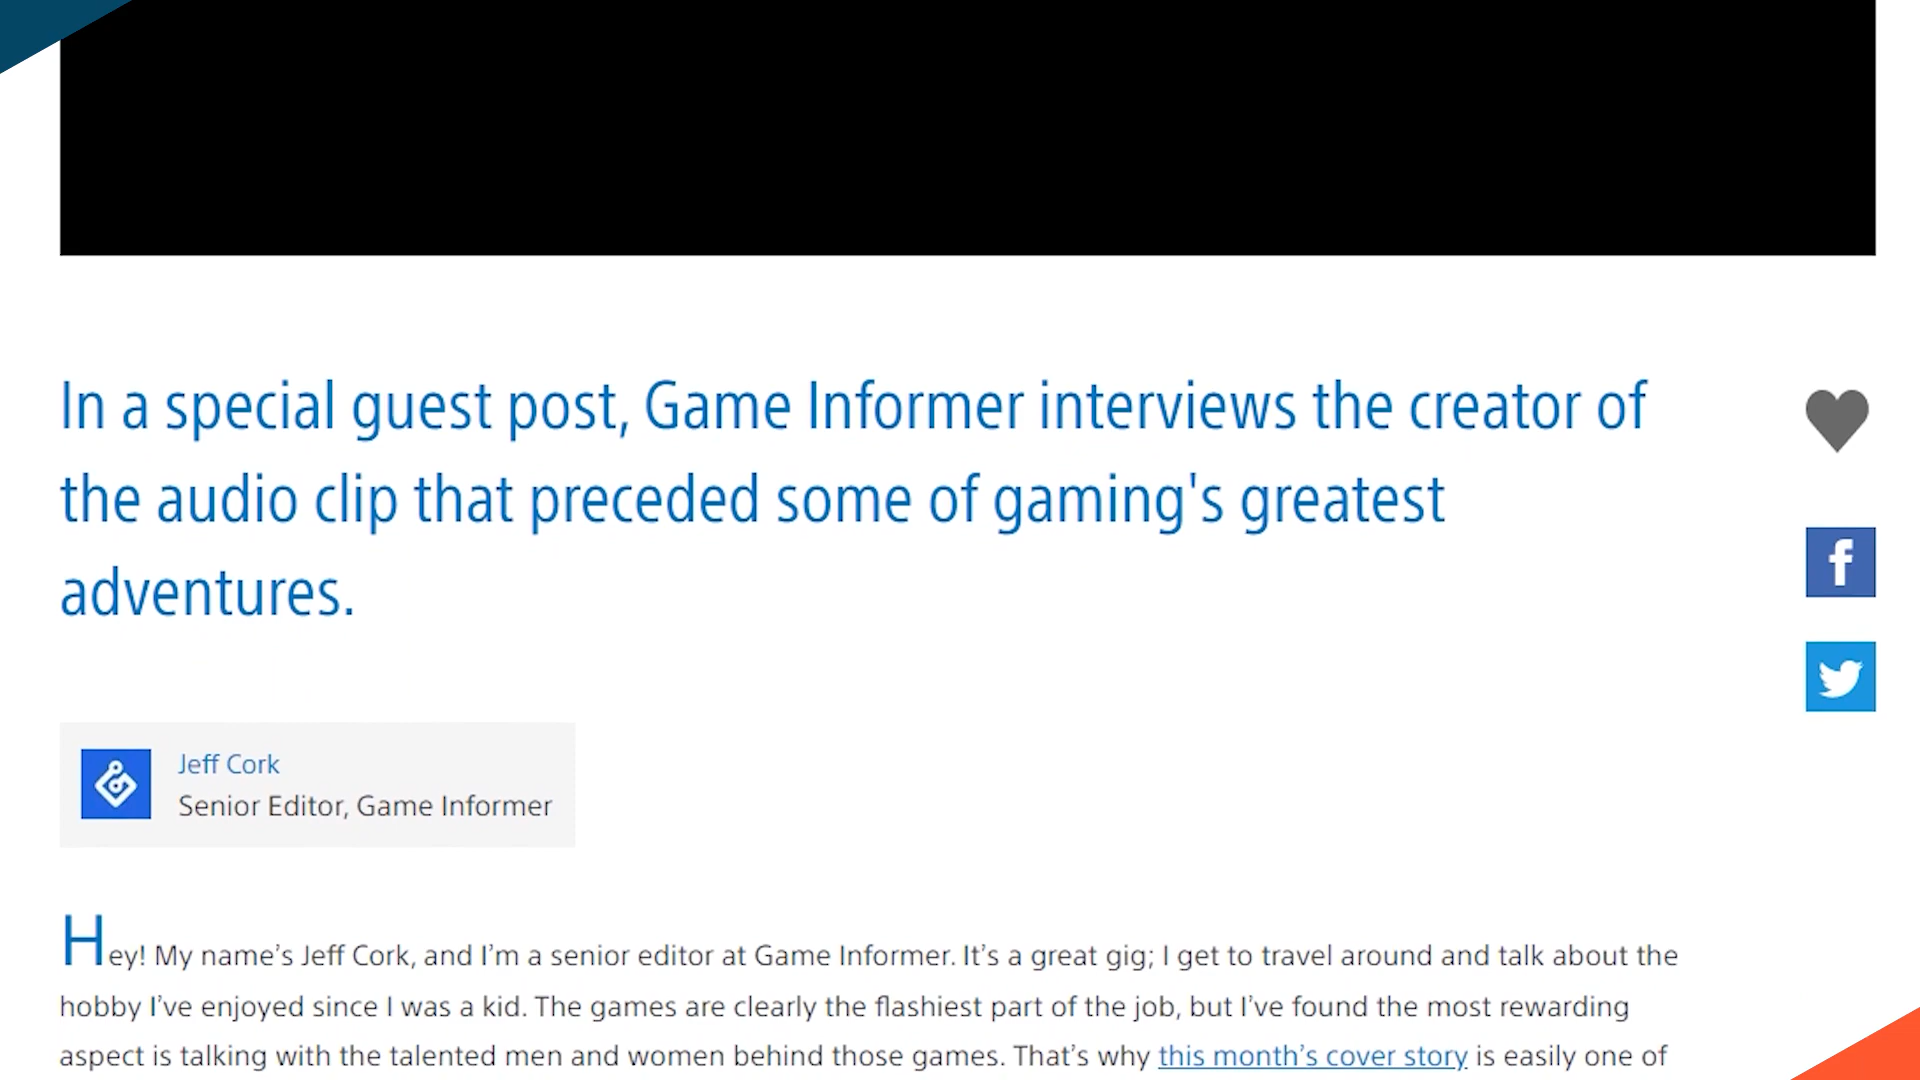 In a special guest post, Game Informer interviews the creator of
the audio clip that preceded some of gaming's greatest
adventures.
Jeff Cork
Senior Editor, Game Informer
Hey! My name’s Jeff Cork, and I’m a senior editor at Game Informer. It’s a great gig; I get to travel around and talk about the
hobby I’ve enjoyed since I was a kid. The games are clearly the flashiest part of the job, but I’ve found the most rewarding
aspect is talking with the talented men and women behind those games. That’s why this month’s cover story is easily one of